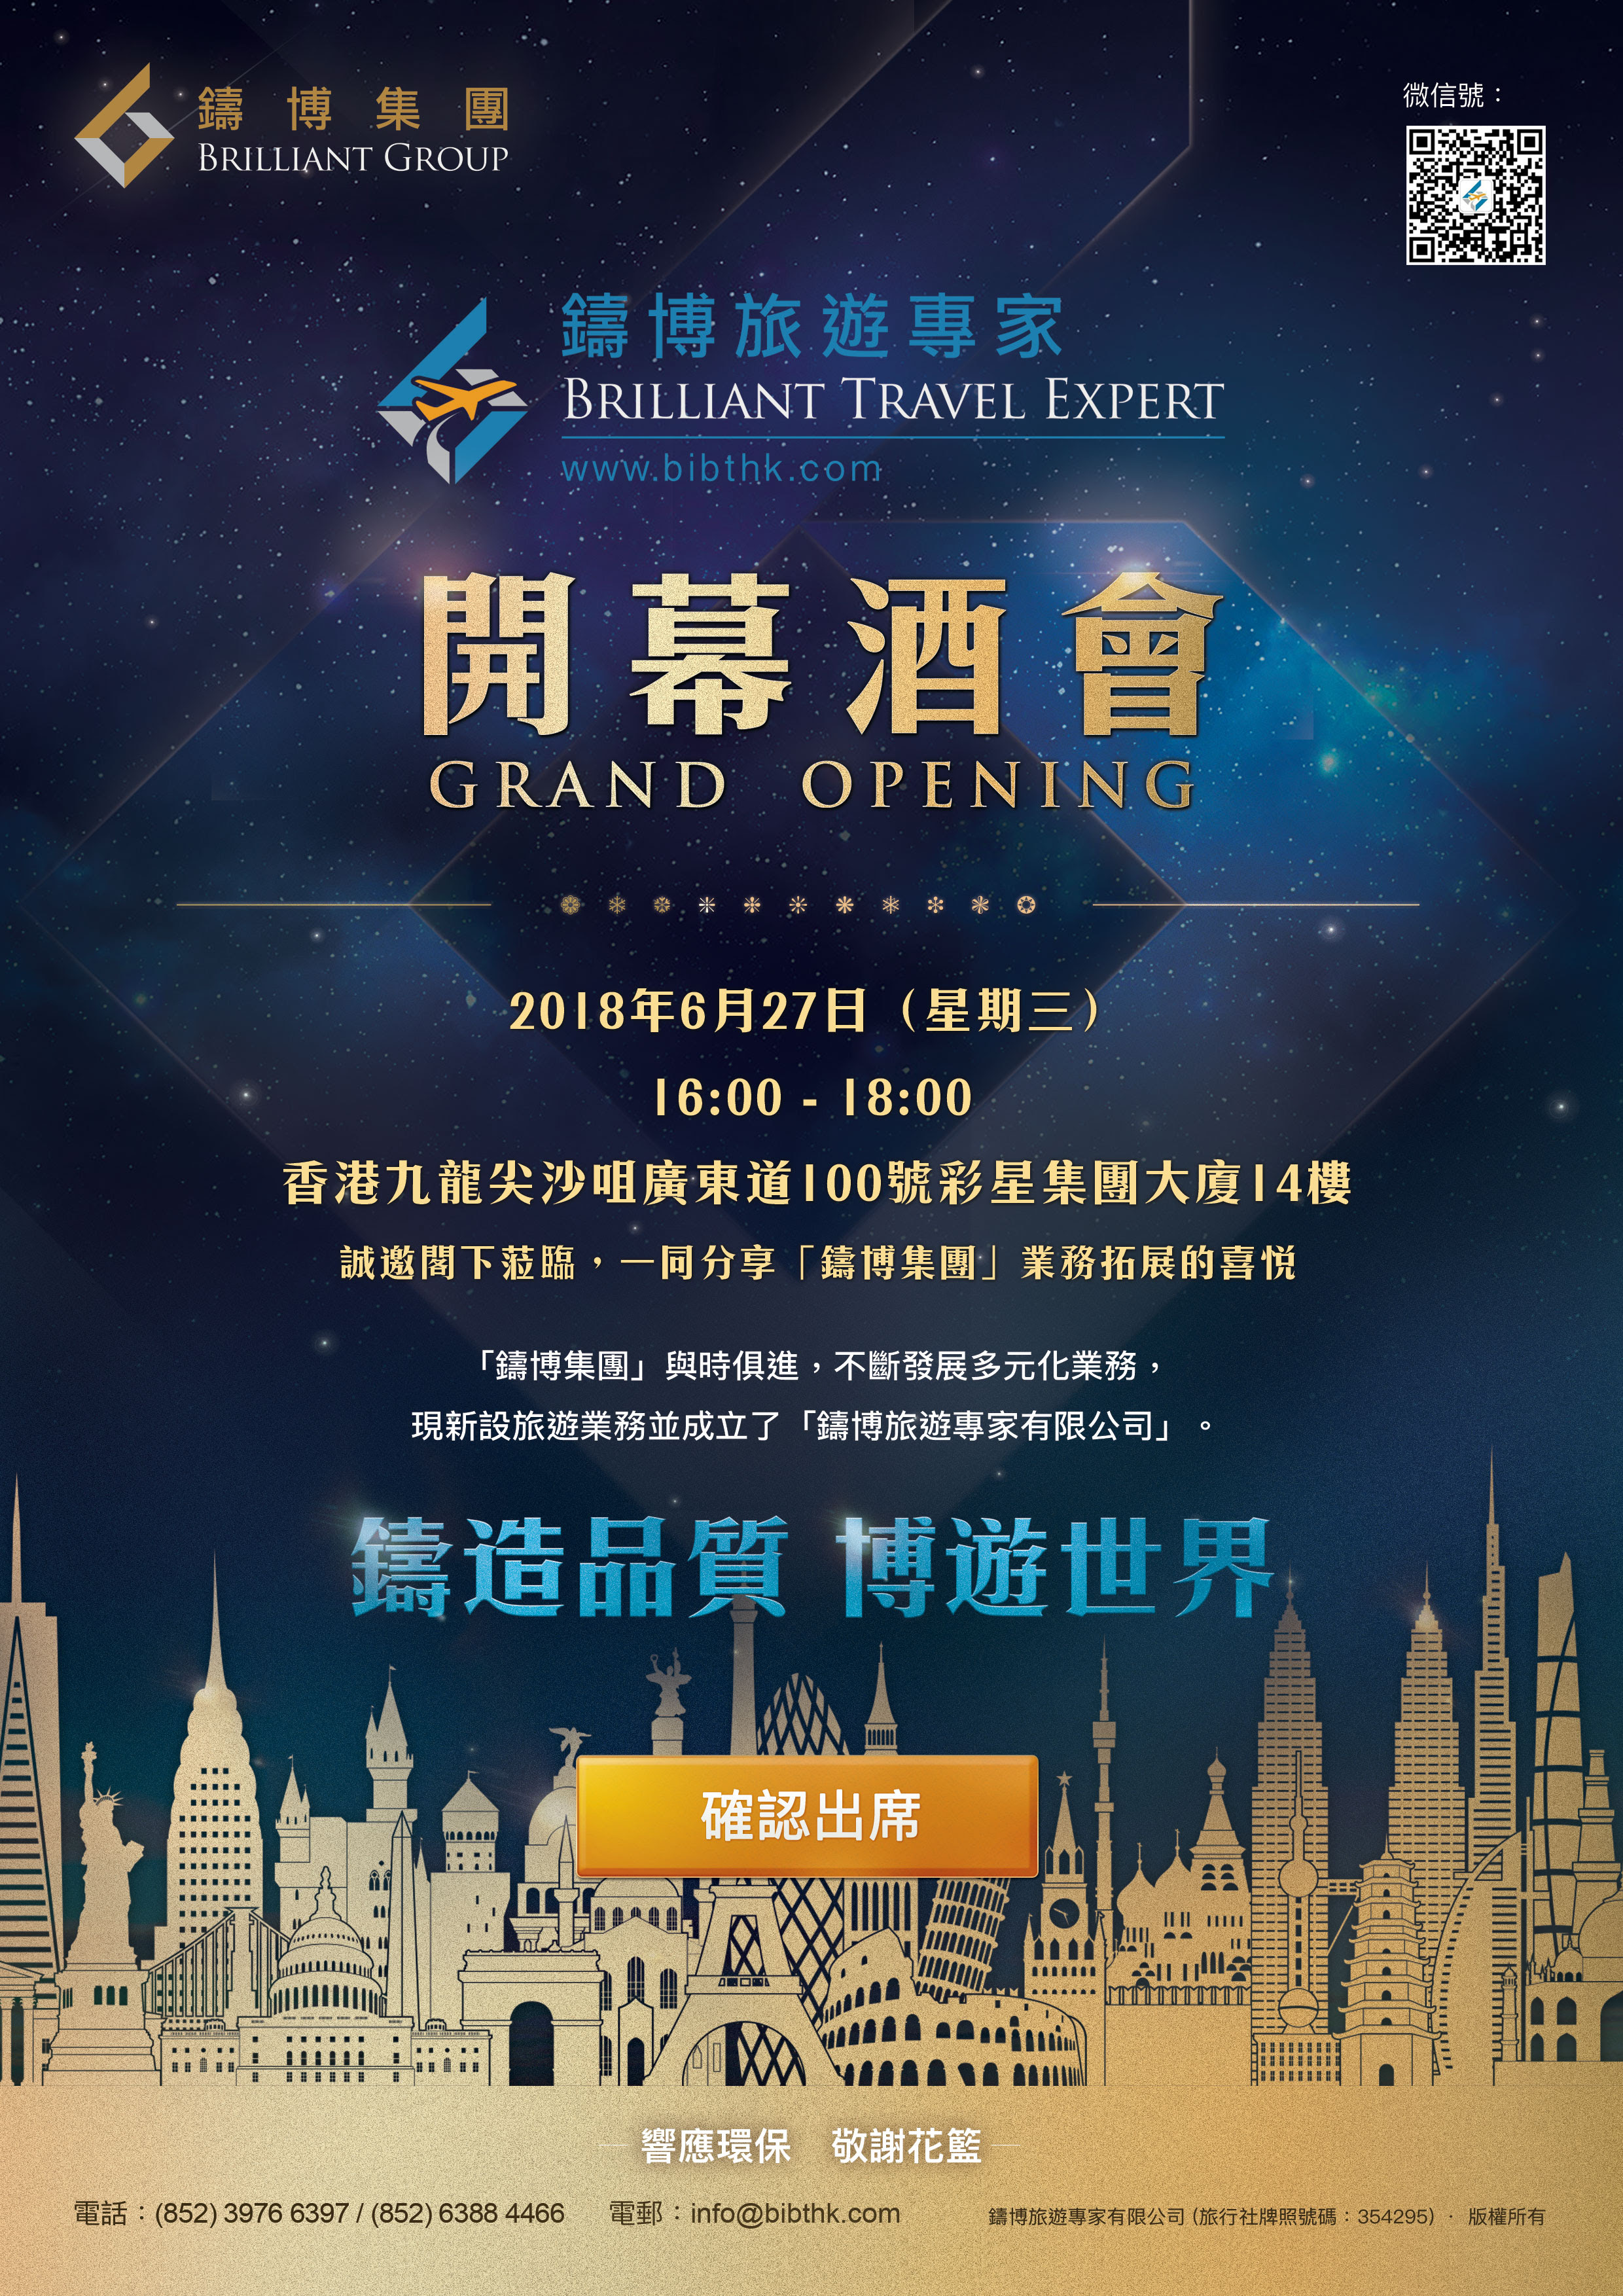 鑄博集團
BRILLIANT GROUP
微信號：
鑄博旅遊專家
BRILLIANT TRAVEL EXPERT
www.bibthk.com
開幕酒會
GRAND OPENING
2018年6月27日（星期三）
16:00 - 18:00
香港九龍尖沙咀廣東道100號彩星集團大廈14樓
誠邀閣下蒞臨，一同分享「鑄博集團」業務拓展的喜悅
「鑄博集團」與時俱進，不斷發展多元化業務，
現新設旅遊業務並成立了「鑄博旅遊專家有限公司」。
鑄造品質 博遊世界
確認出席
響應環保 敬謝花籃
電話：(852) 3976 6397 / (852) 6388 4466 電郵：info@bibthk.com 鑄博旅遊專家有限公司 (旅行社牌照號碼：354295) · 版權所有